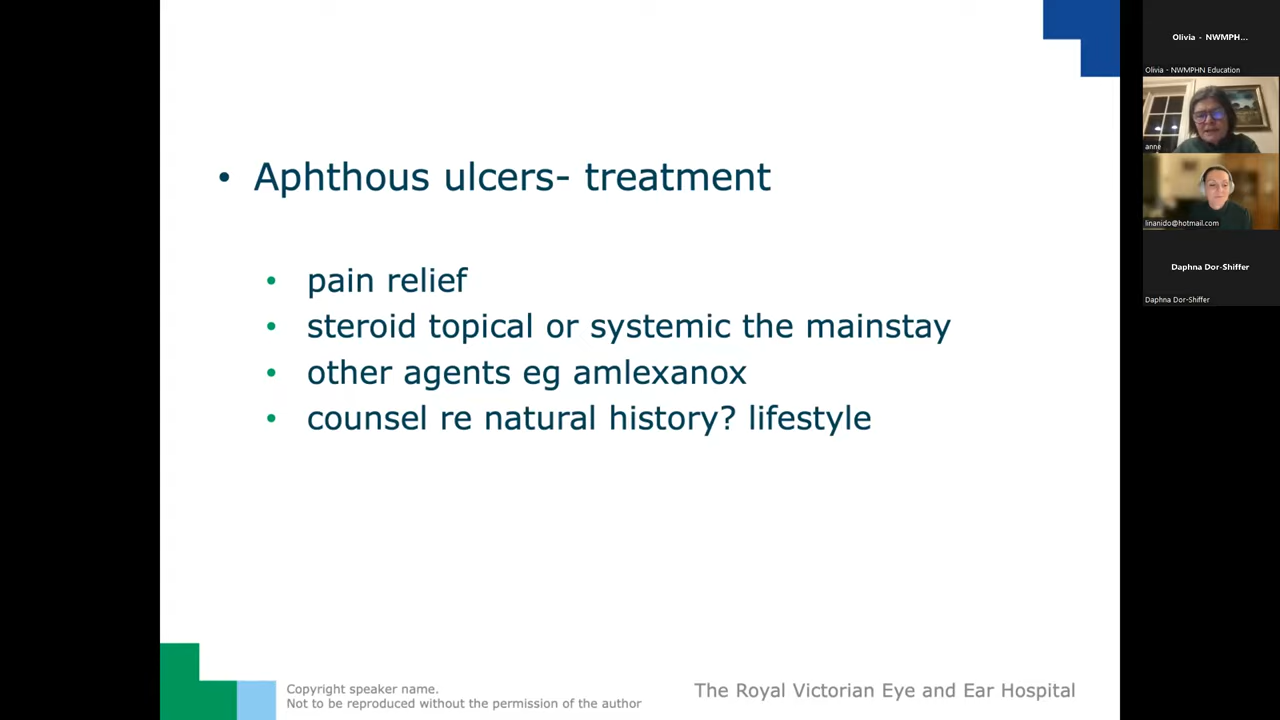 Aphthous ulcers- treatment
pain relief
steroid topical or systemic the mainstay
other agents eg amlexanox
counsel re natural history? lifestyle
Copyright speaker name.
Not to be reproduced without the permission of the author
The Royal Victorian Eye and Ear Hospital
Olivia - NWMPH...
Olivia - NWMPHN Education
anne
linanido@hotmail.com
Daphna Dor-Shiffer
Daphna Dor-Shiffer